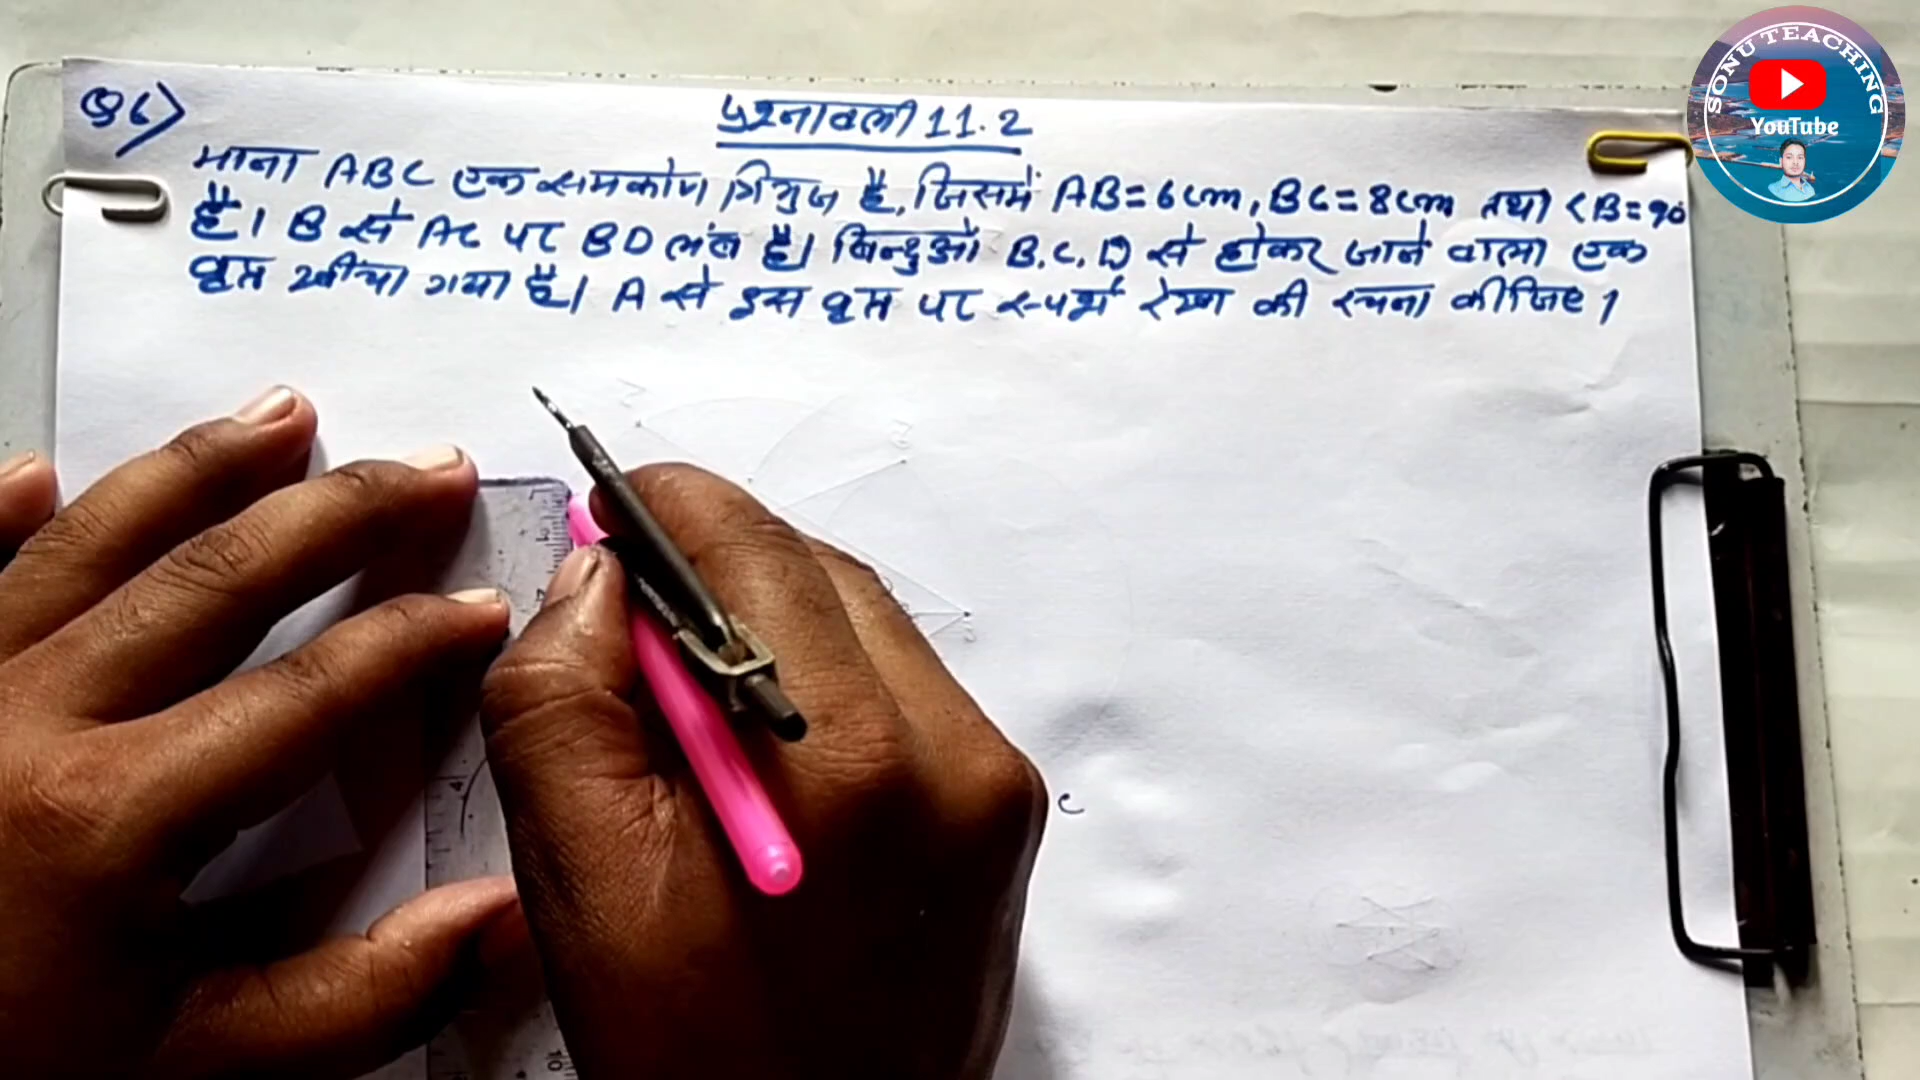 प्रश्नावली 11.2
Q6>
माना ABC एक समकोण त्रिभुज है, जिसमें AB=6cm, BC=8cm तथा <B=90
है। B से AC पर BD लंब है। बिन्दुओं B.C.D से होकर जाने वाला एक
वृत्त खींचा गया है। A से इस वृत्त पर स्पर्श रेखा की रचना कीजिए।
c
10
SONU TEACHING
YouTube